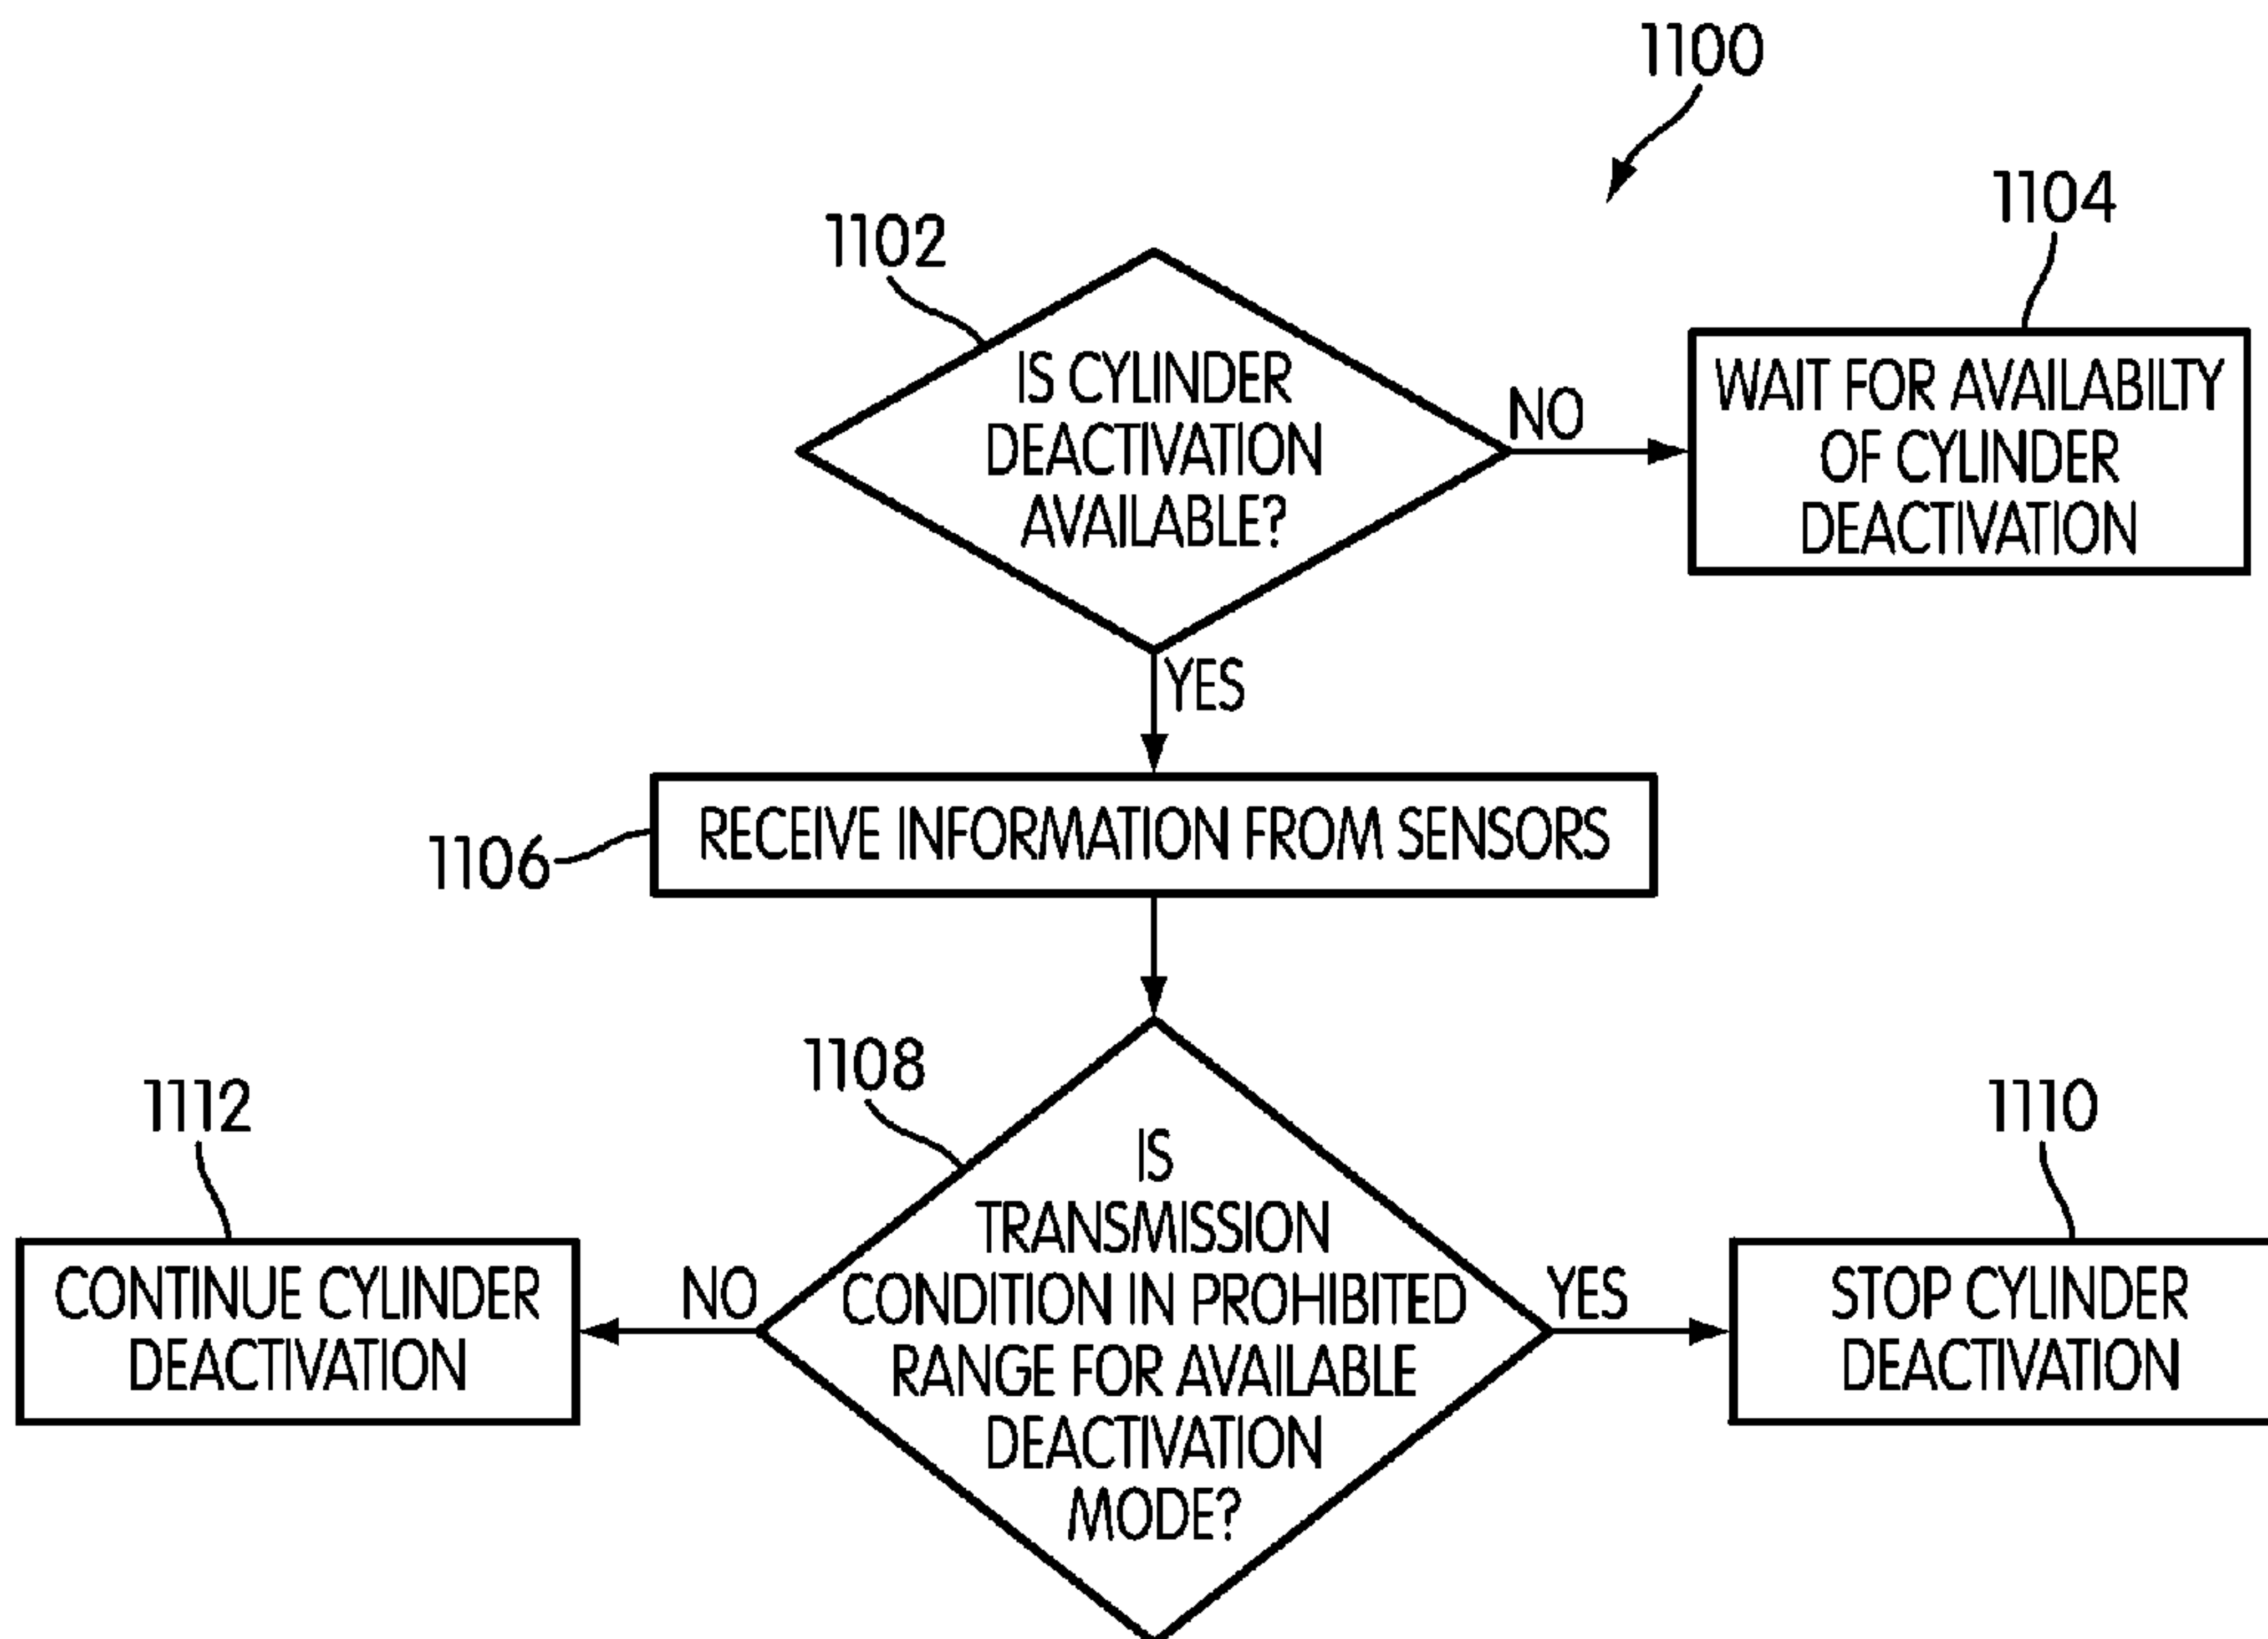 1100
1102
1104
IS CYLINDER
DEACTIVATION
AVAILABLE?
NO
WAIT FOR AVAILABILTY
OF CYLINDER
DEACTIVATION
YES
1106
RECEIVE INFORMATION FROM SENSORS
1108
1112
1110
IS
TRANSMISSION
CONDITION IN PROHIBITED
RANGE FOR AVAILABLE
DEACTIVATION
MODE?
NO
CONTINUE CYLINDER
DEACTIVATION
YES
STOP CYLINDER
DEACTIVATION